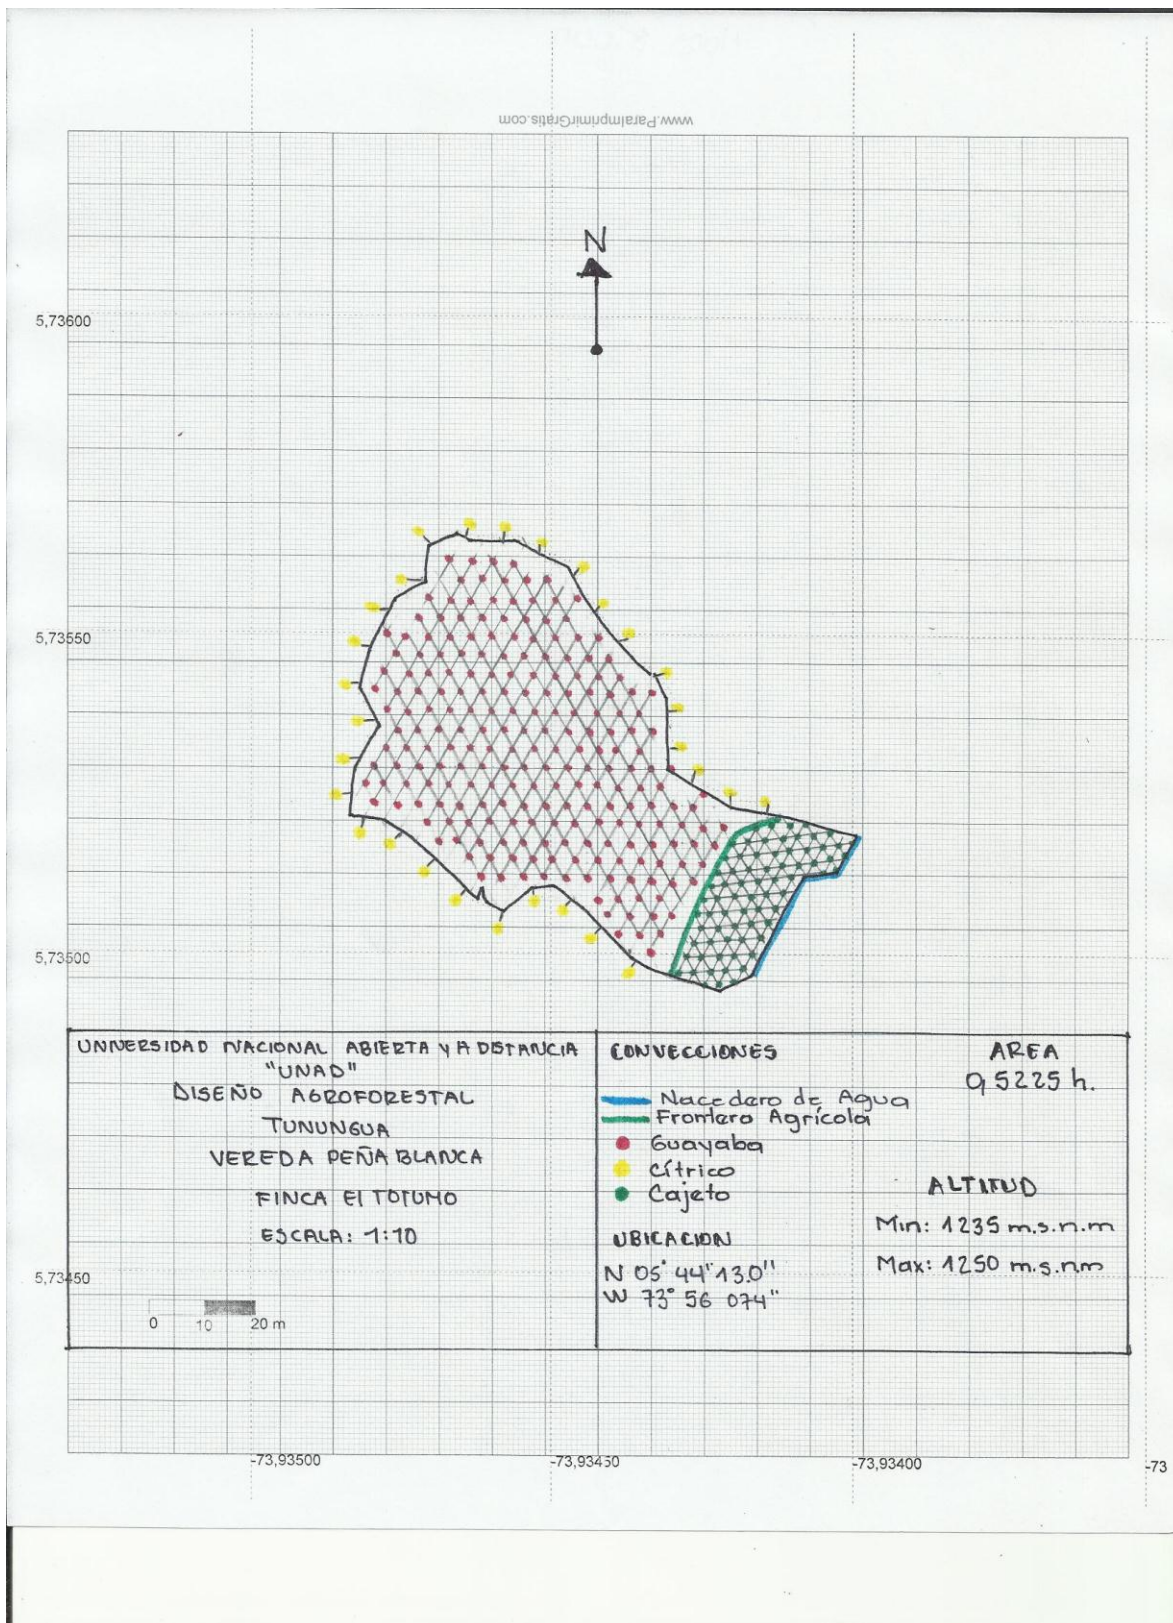 www.ParaImprimirGratis.com
N
5,73600
5,73550
5,73500
5,73450
UNIVERSIDAD NACIONAL ABIERTA Y A DISTANCIA
"UNAD"
DISEÑO AGROFORESTAL
TUNUNGUA
VEREDA PEÑA BLANCA
FINCA El TOTUMO
ESCALA: 1:10
0 10 20 m
CONVECCIONES
Nacedero de Agua
Frontera Agrícola
Guayaba
Cítrico
Cajeto
UBICACION
N 05° 44" 13.0"
W 73° 56 074"
AREA
0,5225 h.
ALTITUD
Min: 1235 m.s.n.m
Max: 1250 m.s.n.m
-73,93500
-73,93450
-73,93400
-73